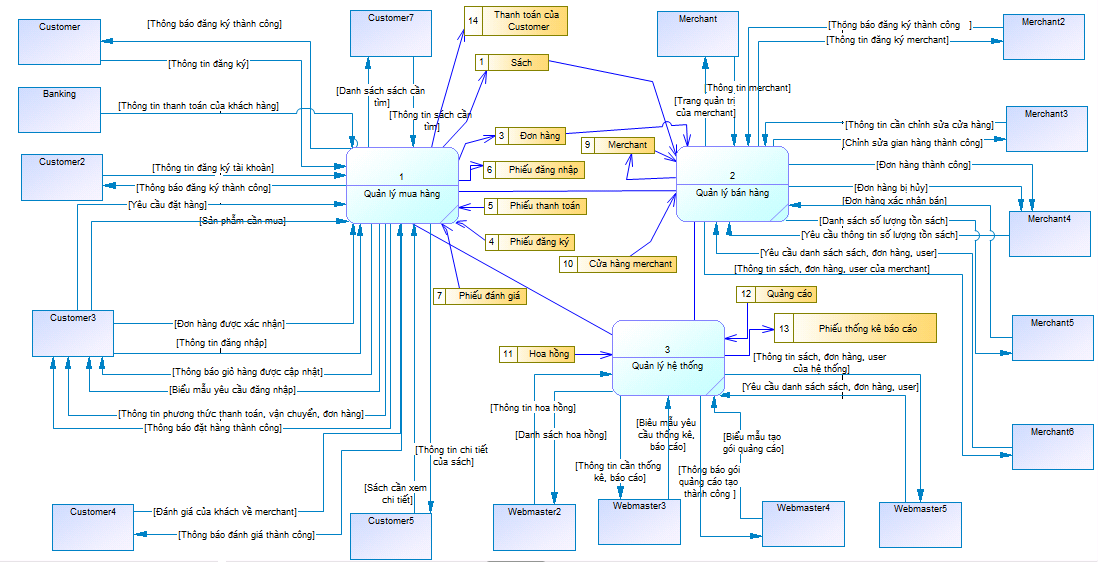 Customer
[Thông báo đăng ký thành công]
[Thông tin đăng ký]
Banking
[Thông tin thanh toán của khách hàng]
Customer2
[Thông tin đăng ký tài khoản]
[Thông báo đăng ký thành công]
[Yêu cầu đặt hàng]
[Sản phẩm cần mua]
Customer7
[Danh sách sách cần
tìm]
[Thông tin sách cần
tìm]
14
Thanh toán của
Customer
1
Sách
3
Đơn hàng
6
Phiếu đăng nhập
5
Phiếu thanh toán
4
Phiếu đăng ký
7
Phiếu đánh giá
9
Merchant
10
Cửa hàng merchant
1
Quản lý mua hàng
Merchant
[Thông tin merchant]
[Trang quản trị
của merchant]
2
Quản lý bán hàng
[Thông báo đăng ký thành công ]
[Thông tin đăng ký merchant]
Merchant2
[Thông tin cần chỉnh sửa cửa hàng]
[Chỉnh sửa gian hàng thành công]
Merchant3
[Đơn hàng thành công]
[Đơn hàng bị hủy]
[Đơn hàng xác nhân bán]
Merchant4
[Danh sách số lượng tồn sách]
[Yêu cầu thông tin số lượng tồn sách]
[Yêu cầu danh sách sách, đơn hàng, user]
[Thông tin sách, đơn hàng, user của merchant]
Merchant5
Merchant6
12
Quảng cáo
13
Phiếu thống kê báo cáo
11
Hoa hồng
3
Quản lý hệ thống
[Thông tin sách, đơn hàng, user
của hệ thống]
[Yêu cầu danh sách sách, đơn hàng, user]
Customer3
[Đơn hàng được xác nhận]
[Thông tin đăng nhập]
[Thông báo giỏ hàng được cập nhật]
[Biểu mẫu yêu cầu đăng nhập]
[Thông tin phương thức thanh toán, vận chuyển, đơn hàng]
[Thông báo đặt hàng thành công]
[Thông tin chi tiết
của sách]
[Sách cần xem
chi tiết]
Customer4
[Đánh giá của khách về merchant]
[Thông báo đánh giá thành công]
Customer5
[Thông tin hoa hồng]
[Danh sách hoa hồng]
Webmaster2
[Biểu mẫu yêu
cầu thống kê,
báo cáo]
[Thông tin cần thống
kê, báo cáo]
Webmaster3
[Biểu mẫu tạo
gói quảng cáo]
[Thông báo gói
quảng cáo tạo
thành công ]
Webmaster4
Webmaster5